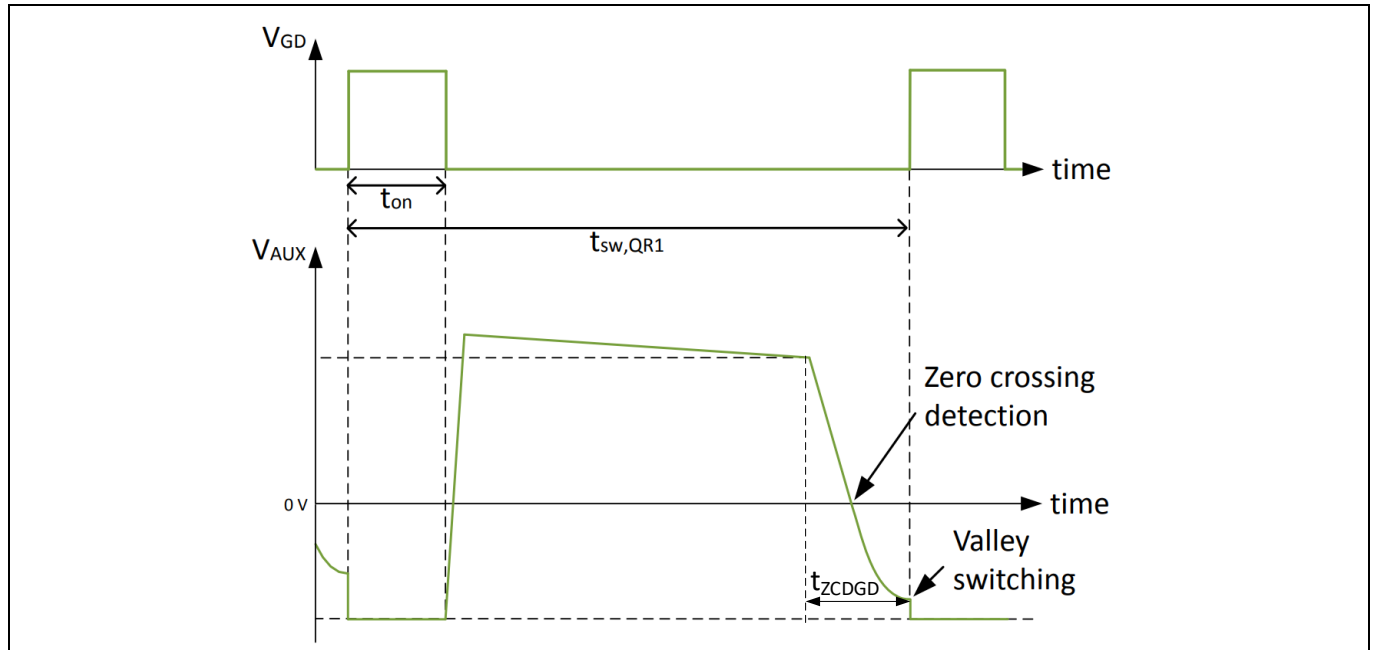 VGD
time
ton
tsw,QR1
VAUX
Zero crossing
detection
0 V
time
Valley
switching
tZCDGD